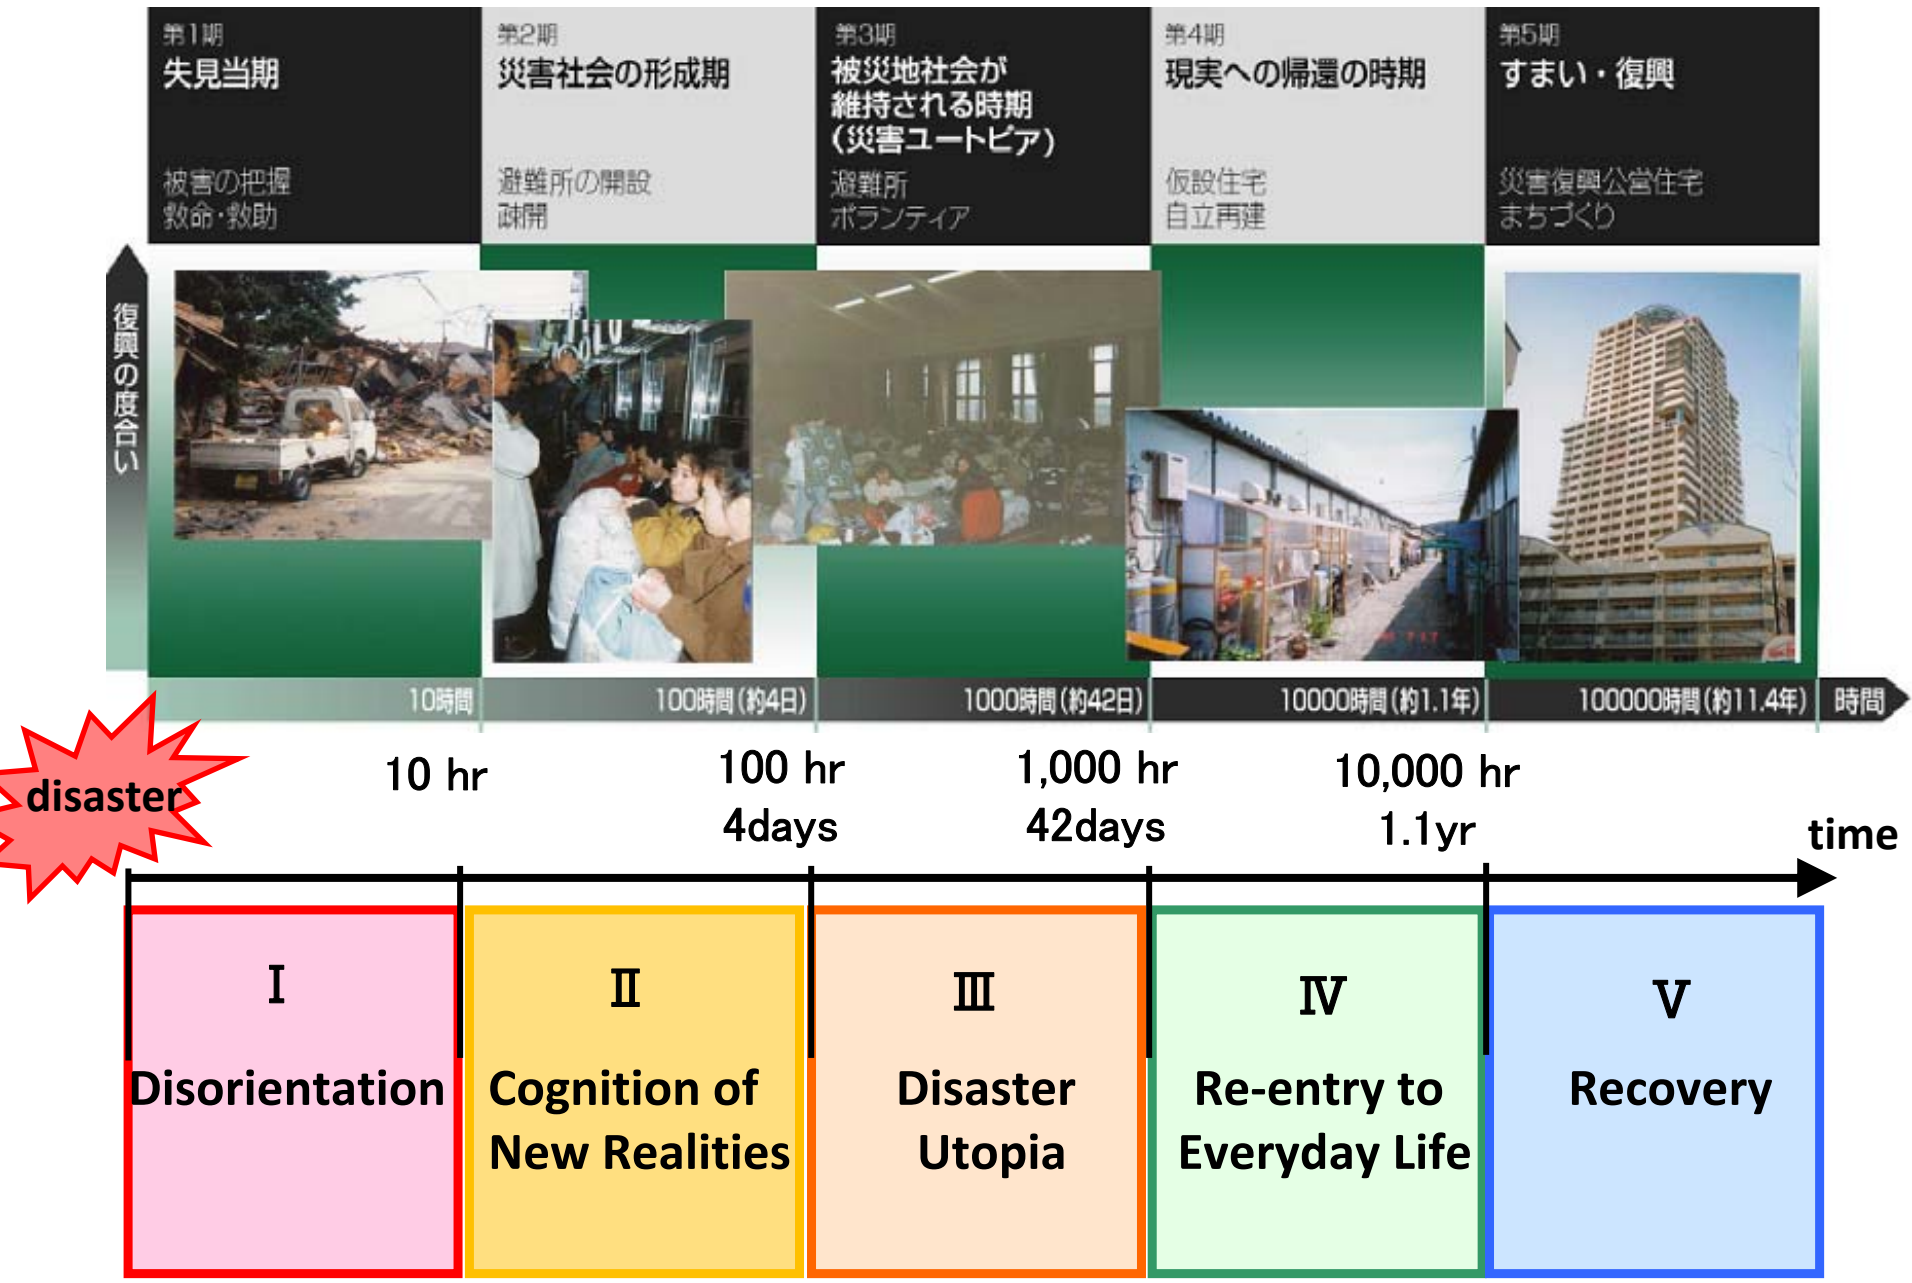 第1期
失見当期
被害の把握
救命・救助
第2期
災害社会の形成期
避難所の開設
疎開
第3期
被災地社会が
維持される時期
(災害ユートピア)
避難所
ボランティア
第4期
現実への帰還の時期
仮設住宅
自立再建
第5期
すまい・復興
災害復興公営住宅
まちづくり
復興の度合い
10時間
100時間(約4日)
1000時間(約42日)
10000時間(約1.1年)
100000時間(約11.4年)
時間
disaster
10 hr
100 hr
4days
1,000 hr
42days
10,000 hr
1.1yr
time
Ⅰ
Disorientation
Ⅱ
Cognition of
New Realities
Ⅲ
Disaster
Utopia
Ⅳ
Re-entry to
Everyday Life
Ⅴ
Recovery